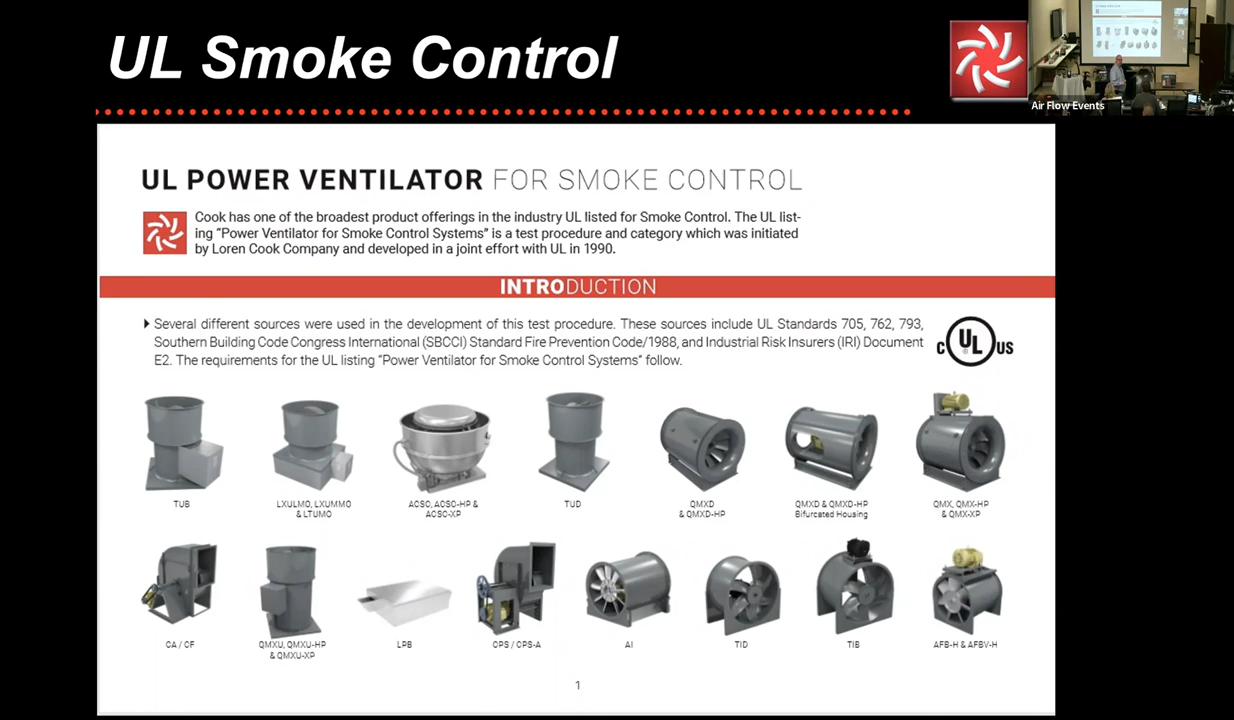 UL Smoke Control
Air Flow Events
UL POWER VENTILATOR FOR SMOKE CONTROL
Cook has one of the broadest product offerings in the industry UL listed for Smoke Control. The UL list-
ing “Power Ventilator for Smoke Control Systems” is a test procedure and category which was initiated
by Loren Cook Company and developed in a joint effort with UL in 1990.
INTRODUCTION
Several different sources were used in the development of this test procedure. These sources include UL Standards 705, 762, 793,
Southern Building Code Congress International (SBCCI) Standard Fire Prevention Code/1988, and Industrial Risk Insurers (IRI) Document
E2. The requirements for the UL listing “Power Ventilator for Smoke Control Systems” follow.
C UL ® US
TUB
LXULMO, LXUMMO
& LTUMO
ACSC, ACSC-HP &
ACSC-XP
TUD
QMXD
& QMXD-HP
QMXD & QMXD-HP
Bifurcated Housing
QMX, QMX-HP
& QMX-XP
CA / CF
QMXU, QMXU-HP
& QMXU-XP
LPB
CPS / CPS-A
AI
TID
TIB
AFB-H & AFBV-H
1